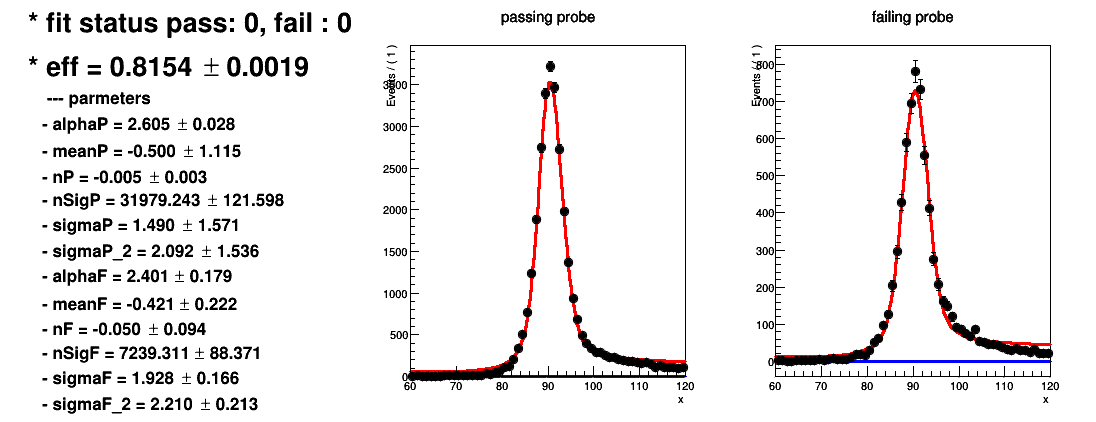 * fit status pass: 0, fail : 0
* eff = 0.8154 ± 0.0019
--- parmeters
- alphaP = 2.605 ± 0.028
- meanP = -0.500 ± 1.115
- nP = -0.005 ± 0.003
- nSigP = 31979.243 ± 121.598
- sigmaP = 1.490 ± 1.571
- sigmaP_2 = 2.092 ± 1.536
- alphaF = 2.401 ± 0.179
- meanF = -0.421 ± 0.222
- nF = -0.050 ± 0.094
- nSigF = 7239.311 ± 88.371
- sigmaF = 1.928 ± 0.166
- sigmaF_2 = 2.210 ± 0.213
passing probe
Events / ( 1 )
3500
3000
2500
2000
1500
1000
500
0
60 70 80 90 100 110 120
x
failing probe
Events / ( 1 )
800
700
600
500
400
300
200
100
0
60 70 80 90 100 110 120
x